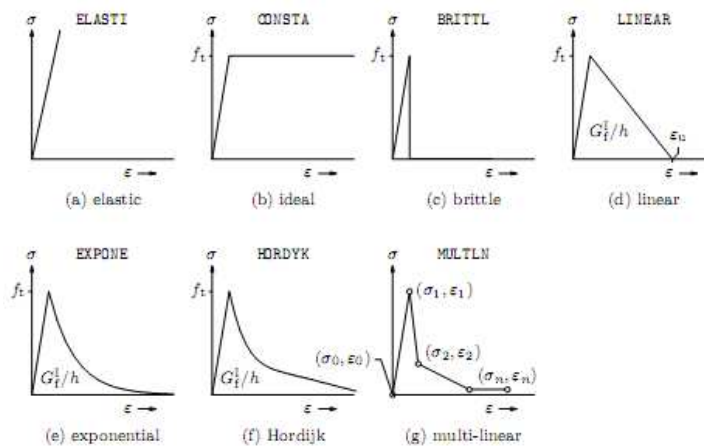 ELASTI
σ
ε
(a) elastic
CONSTA
σ
f_t
ε
(b) ideal
BRITTL
σ
f_t
ε
(c) brittle
LINEAR
σ
f_t
G_f^I/h
ε_u
ε
(d) linear
EXPONE
σ
f_t
G_f^I/h
ε
(e) exponential
HORDYK
σ
f_t
G_f^I/h
ε
(f) Hordijk
MULTLN
σ
(σ_1, ε_1)
(σ_0, ε_0)
(σ_2, ε_2)
(σ_n, ε_n)
ε
(g) multi-linear